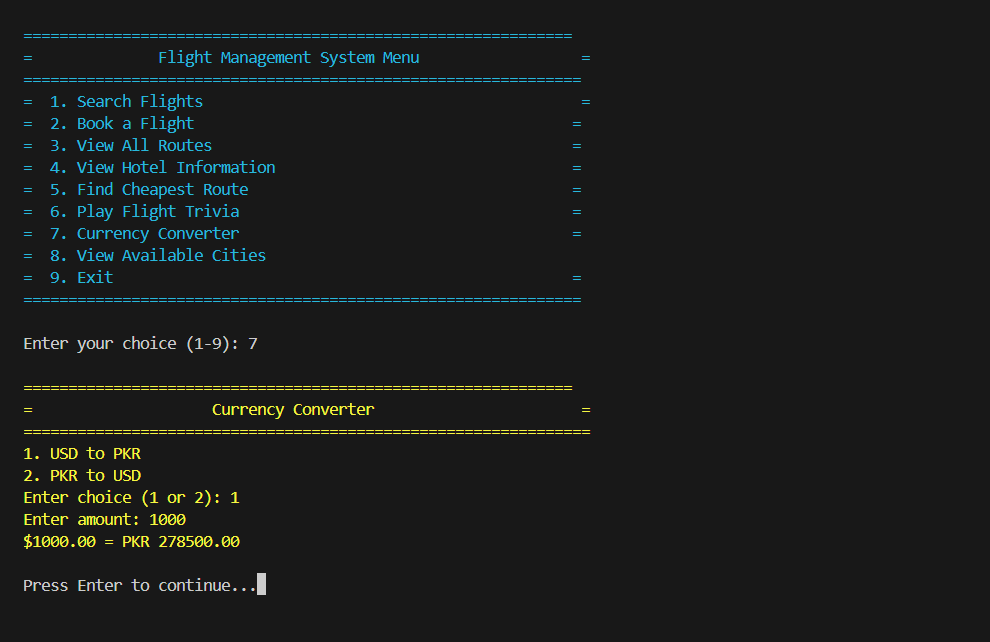 =============================================================
=              Flight Management System Menu                  =
==============================================================
=  1. Search Flights                                          =
=  2. Book a Flight                                          =
=  3. View All Routes                                        =
=  4. View Hotel Information                                 =
=  5. Find Cheapest Route                                    =
=  6. Play Flight Trivia                                     =
=  7. Currency Converter                                     =
=  8. View Available Cities
=  9. Exit                                                   =
==============================================================
Enter your choice (1-9): 7
=============================================================
=                    Currency Converter                       =
===============================================================
1. USD to PKR
2. PKR to USD
Enter choice (1 or 2): 1
Enter amount: 1000
$1000.00 = PKR 278500.00
Press Enter to continue...